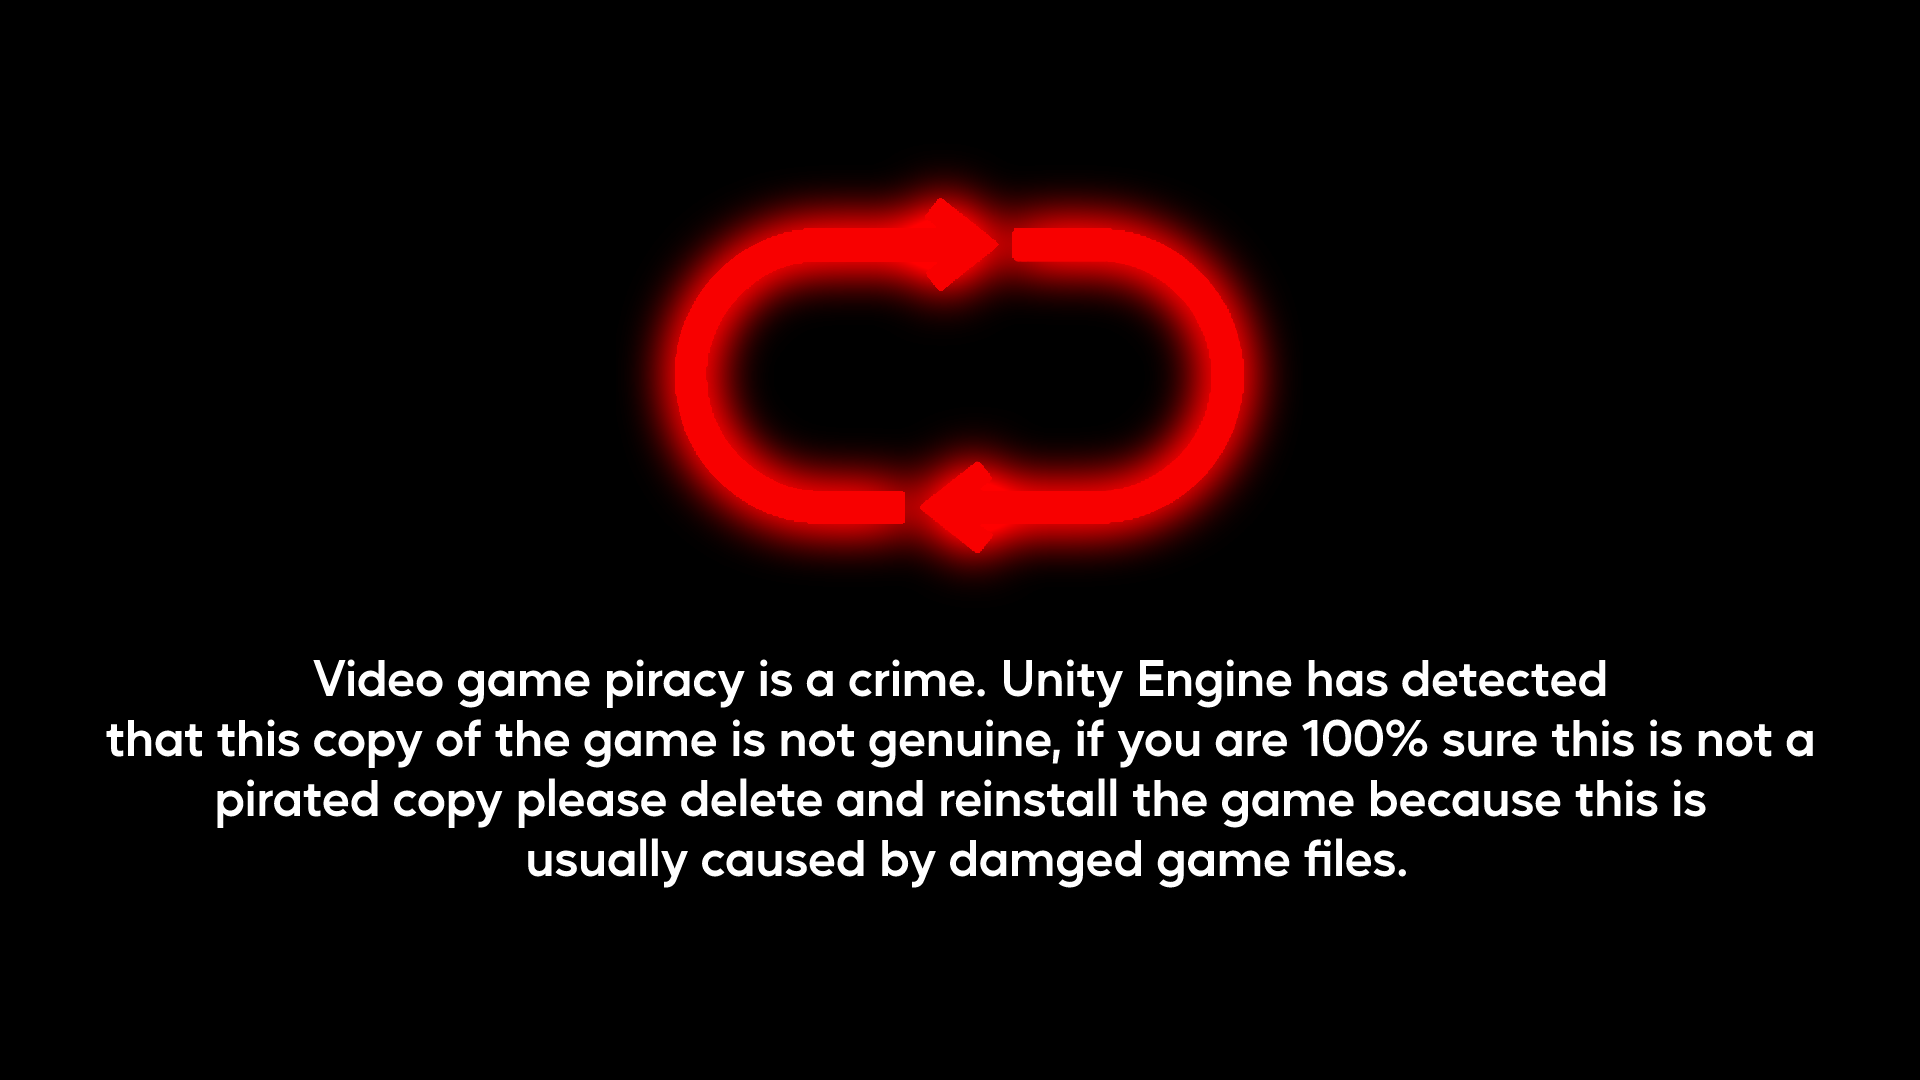 Video game piracy is a crime. Unity Engine has detected
that this copy of the game is not genuine, if you are 100% sure this is not a
pirated copy please delete and reinstall the game because this is
usually caused by damged game files.